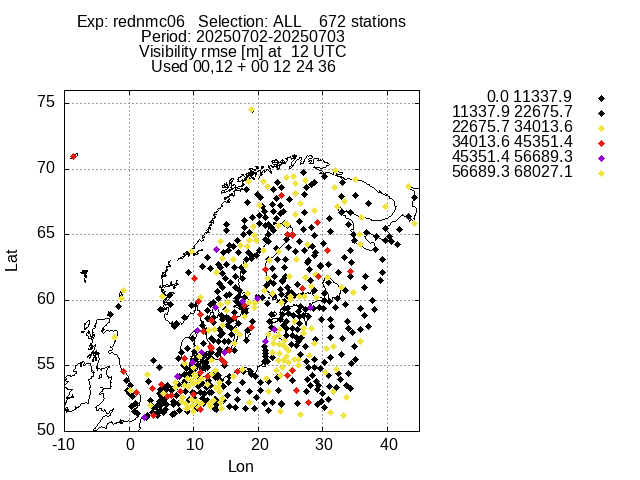 Exp: rednmc06 Selection: ALL 672 stations
Period: 20250702-20250703
Visibility rmse [m] at 12 UTC
Used 00,12 + 00 12 24 36
0.0 11337.9
11337.9 22675.7
22675.7 34013.6
34013.6 45351.4
45351.4 56689.3
56689.3 68027.1
75
70
65
60
55
50
Lat
-10 0 10 20 30 40
Lon